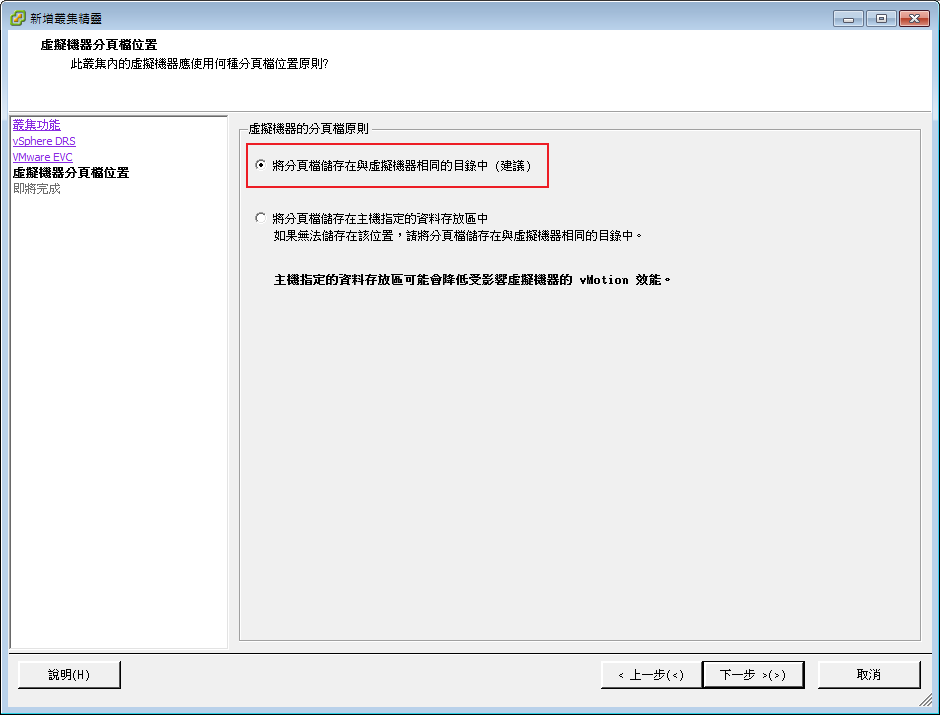 新增叢集精靈
虛擬機器分頁檔位置
此叢集內的虛擬機器應使用何種分頁檔位置原則?
叢集功能
vSphere DRS
VMware EVC
虛擬機器分頁檔位置
即將完成
虛擬機器的分頁檔原則
將分頁檔儲存在與虛擬機器相同的目錄中（建議）
將分頁檔儲存在主機指定的資料存放區中
如果無法儲存在該位置，請將分頁檔儲存在與虛擬機器相同的目錄中。
主機指定的資料存放區可能會降低受影響虛擬機器的 vMotion 效能。
說明(H)
< 上一步(<)
下一步 >(>)
取消